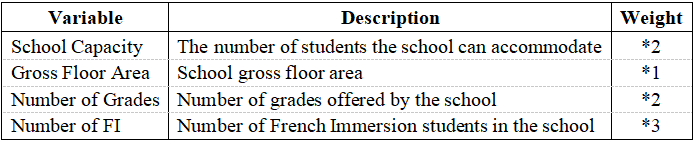 Variable Description Weight
School Capacity The number of students the school can accommodate *2
Gross Floor Area School gross floor area *1
Number of Grades Number of grades offered by the school *2
Number of FI Number of French Immersion students in the school *3